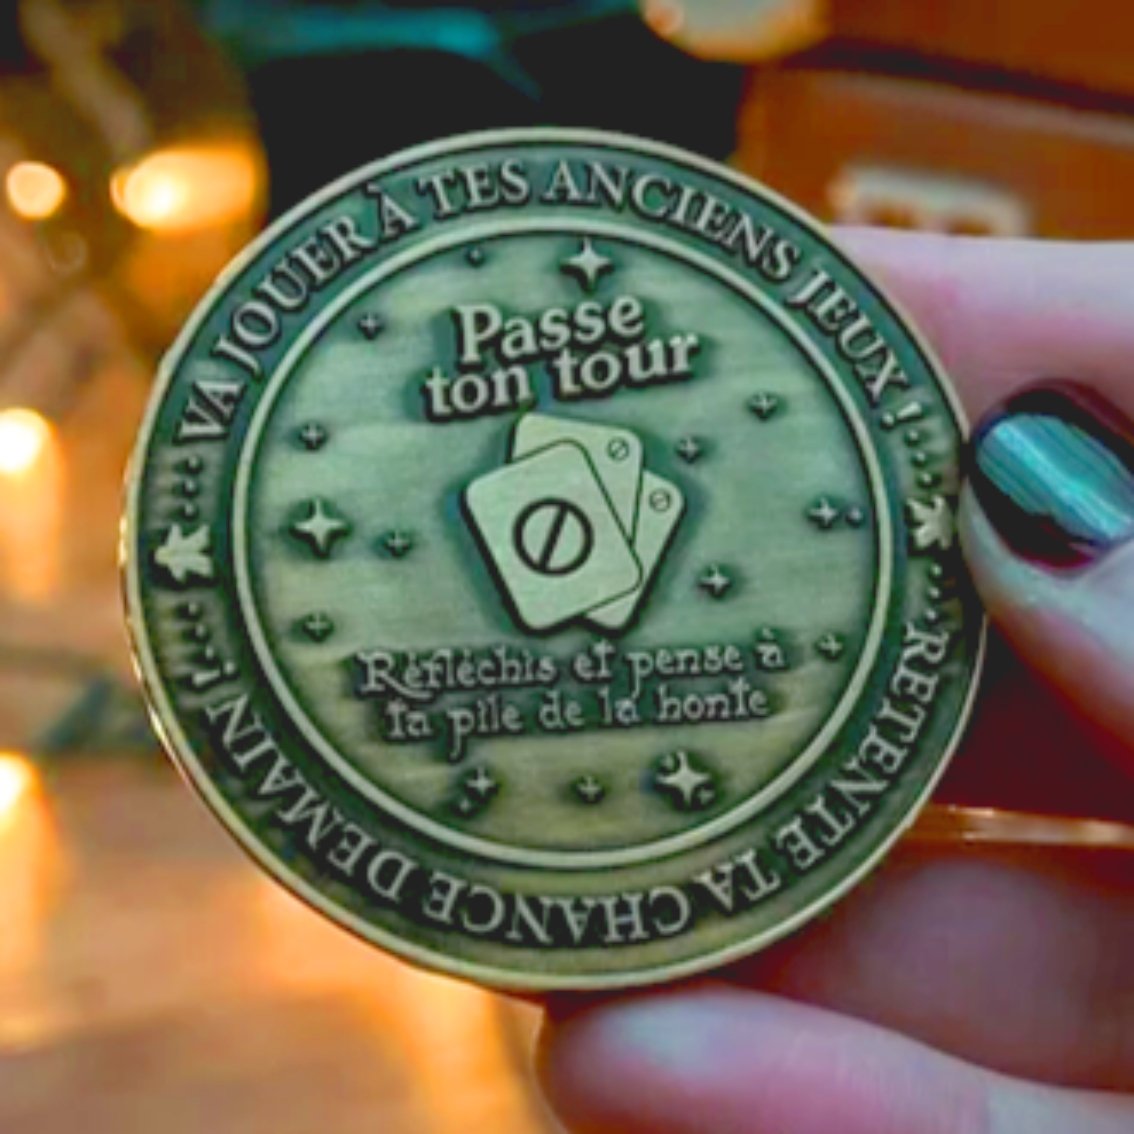 VA JOUER À TES ANCIENS JEUX !
Passe
ton tour
Réfléchis et pense à
ta pile de la honte
RETENTE TA CHANCE DEMAIN !